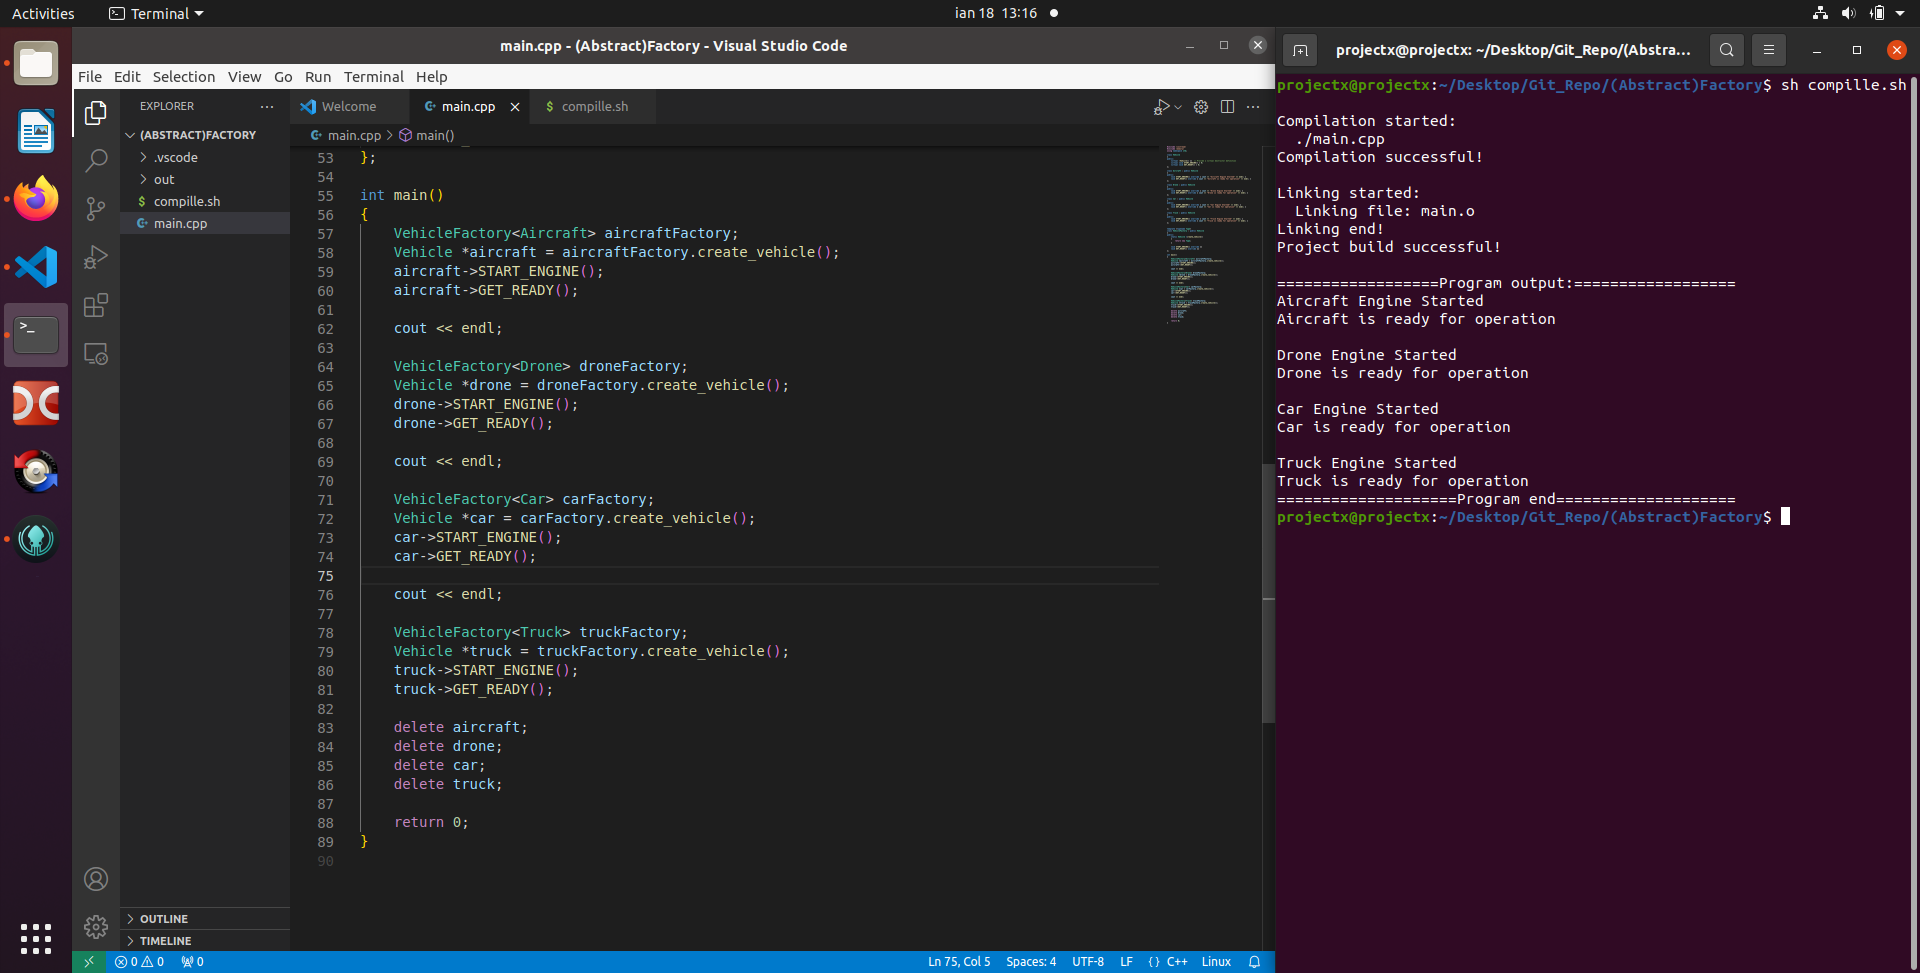 Activities
Terminal
ian 18 13:16
main.cpp - (Abstract)Factory - Visual Studio Code
File Edit Selection View Go Run Terminal Help
EXPLORER
(ABSTRACT)FACTORY
.vscode
out
$ compille.sh
main.cpp
OUTLINE
TIMELINE
Welcome
main.cpp
$ compille.sh
main.cpp > main()
53 };
54
55 int main()
56 {
57 VehicleFactory<Aircraft> aircraftFactory;
58 Vehicle *aircraft = aircraftFactory.create_vehicle();
59 aircraft->START_ENGINE();
60 aircraft->GET_READY();
61
62 cout << endl;
63
64 VehicleFactory<Drone> droneFactory;
65 Vehicle *drone = droneFactory.create_vehicle();
66 drone->START_ENGINE();
67 drone->GET_READY();
68
69 cout << endl;
70
71 VehicleFactory<Car> carFactory;
72 Vehicle *car = carFactory.create_vehicle();
73 car->START_ENGINE();
74 car->GET_READY();
75
76 cout << endl;
77
78 VehicleFactory<Truck> truckFactory;
79 Vehicle *truck = truckFactory.create_vehicle();
80 truck->START_ENGINE();
81 truck->GET_READY();
82
83 delete aircraft;
84 delete drone;
85 delete car;
86 delete truck;
87
88 return 0;
89 }
90
0 0 0
Ln 75, Col 5 Spaces: 4 UTF-8 LF {} C++ Linux
projectx@projectx: ~/Desktop/Git_Repo/(Abstra...
projectx@projectx:~/Desktop/Git_Repo/(Abstract)Factory$ sh compille.sh
Compilation started:
./main.cpp
Compilation successful!
Linking started:
Linking file: main.o
Linking end!
Project build successful!
==================Program output:==================
Aircraft Engine Started
Aircraft is ready for operation
Drone Engine Started
Drone is ready for operation
Car Engine Started
Car is ready for operation
Truck Engine Started
Truck is ready for operation
====================Program end====================
projectx@projectx:~/Desktop/Git_Repo/(Abstract)Factory$